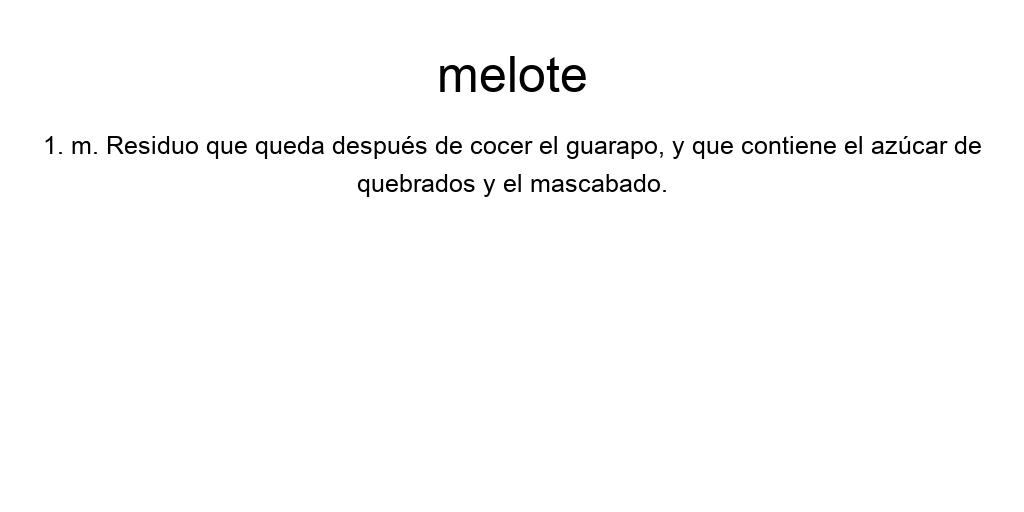 melote
1. m. Residuo que queda después de cocer el guarapo, y que contiene el azúcar de
quebrados y el mascabado.